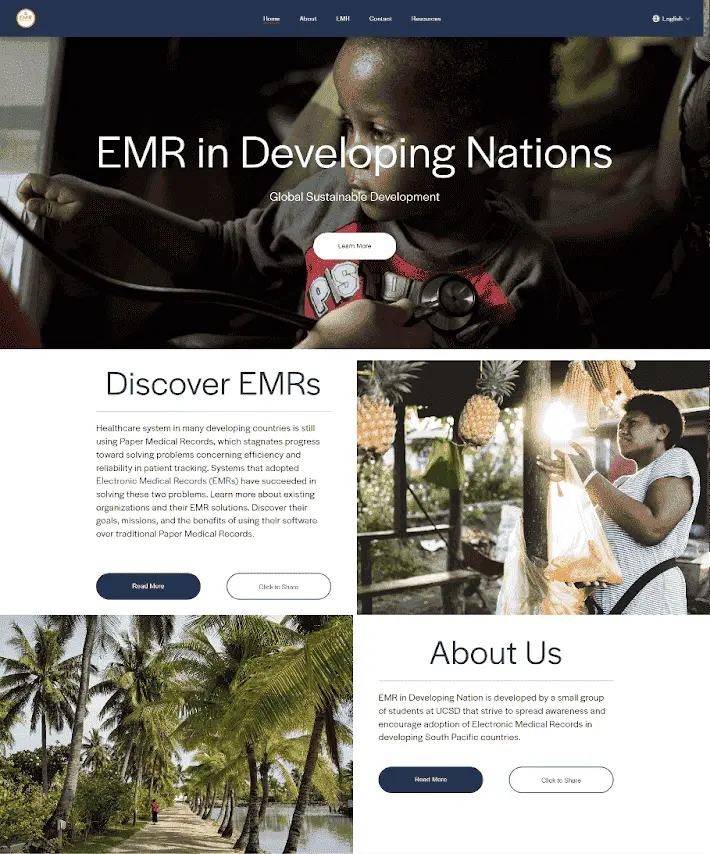 EMR
Home About EMR Contact Resources English
EMR in Developing Nations
Global Sustainable Development
Learn More
Discover EMRs
Healthcare system in many developing countries is still
using Paper Medical Records, which stagnates progress
toward solving problems concerning efficiency and
reliability in patient tracking. Systems that adopted
Electronic Medical Records (EMRs) have succeeded in
solving these two problems. Learn more about existing
organizations and their EMR solutions. Discover their
goals, missions, and the benefits of using their software
over traditional Paper Medical Records.
Read More Click to Share
About Us
EMR in Developing Nation is developed by a small group
of students at UCSD that strive to spread awareness and
encourage adoption of Electronic Medical Records in
developing South Pacific countries.
Read More Click to Share